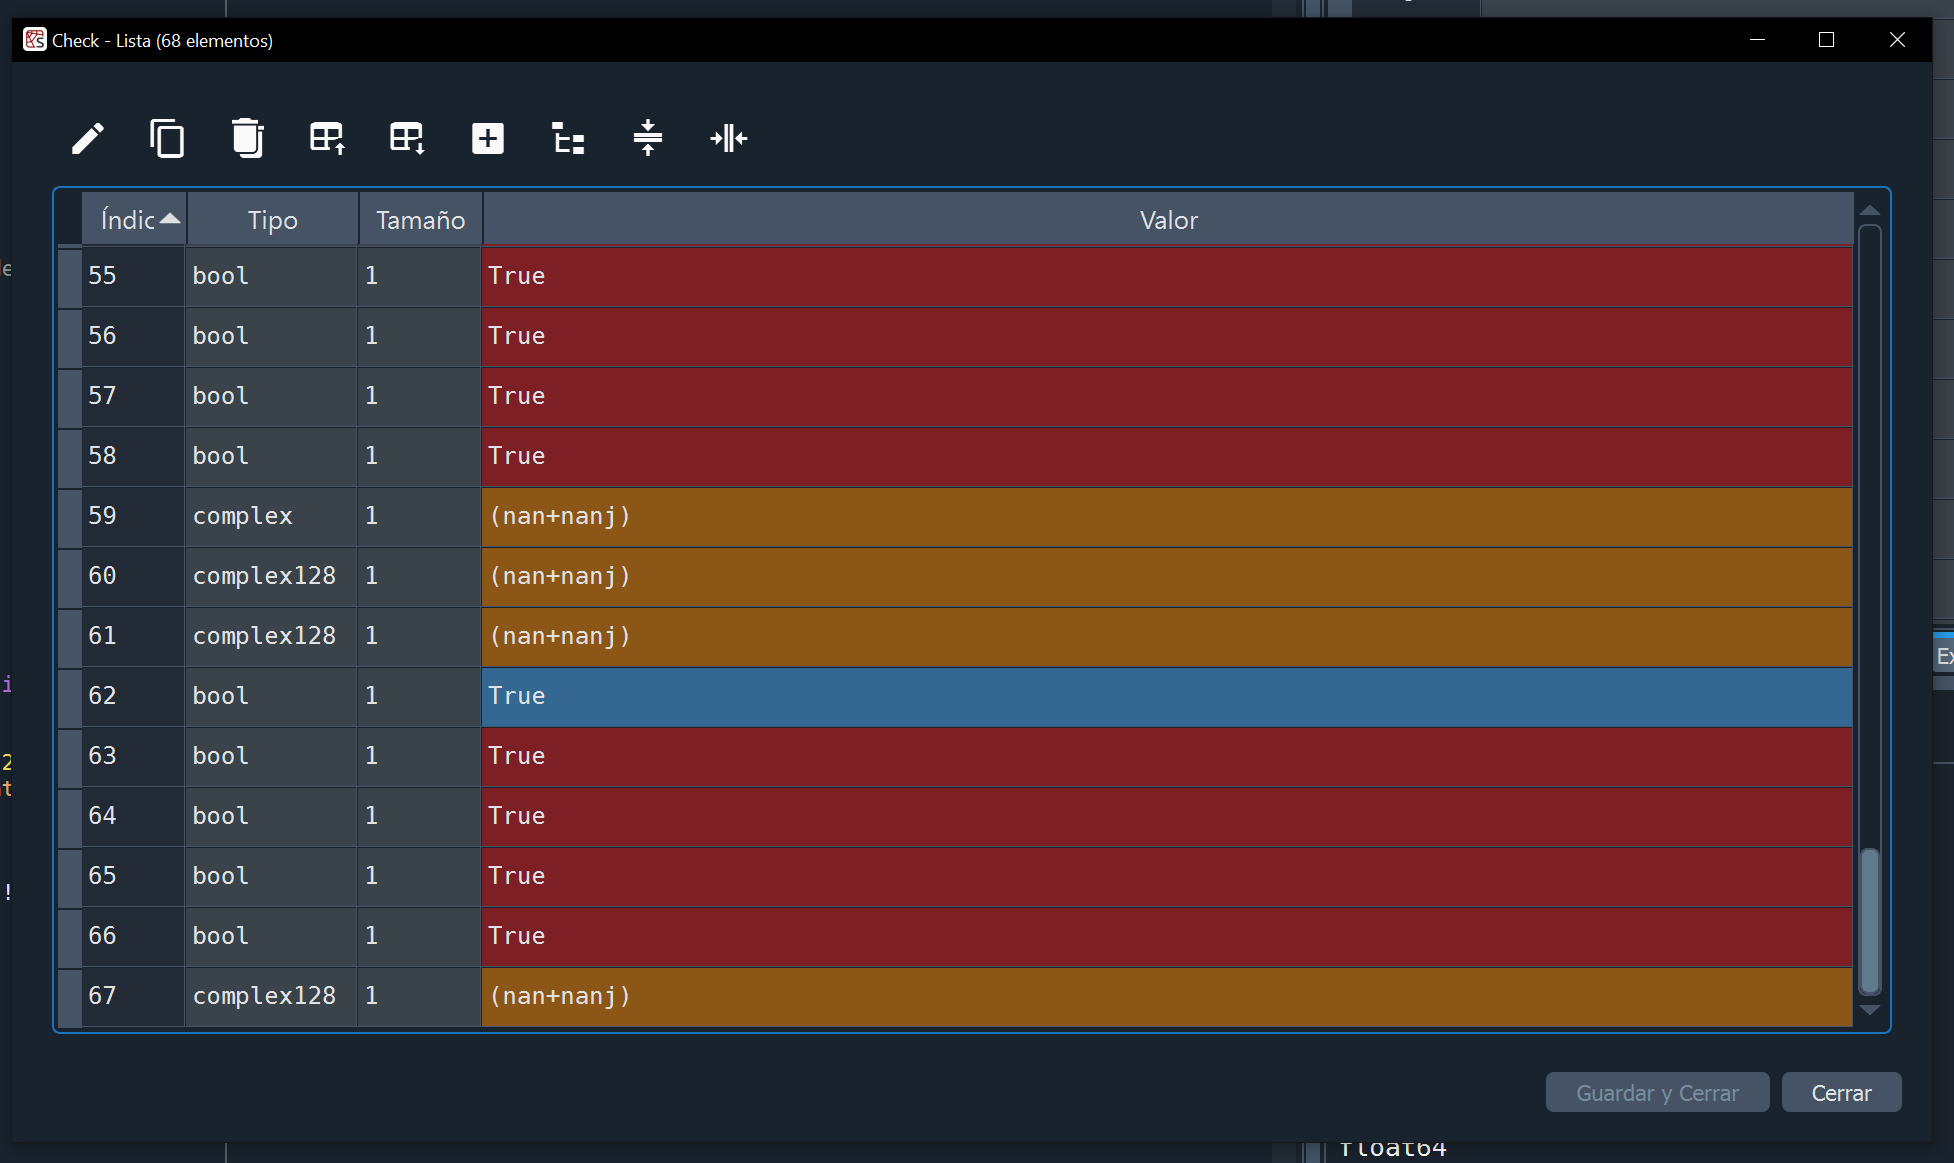 Check - Lista (68 elementos)
Índic Tipo Tamaño Valor
55 bool 1 True
56 bool 1 True
57 bool 1 True
58 bool 1 True
59 complex 1 (nan+nanj)
60 complex128 1 (nan+nanj)
61 complex128 1 (nan+nanj)
62 bool 1 True
63 bool 1 True
64 bool 1 True
65 bool 1 True
66 bool 1 True
67 complex128 1 (nan+nanj)
Guardar y Cerrar Cerrar
float64